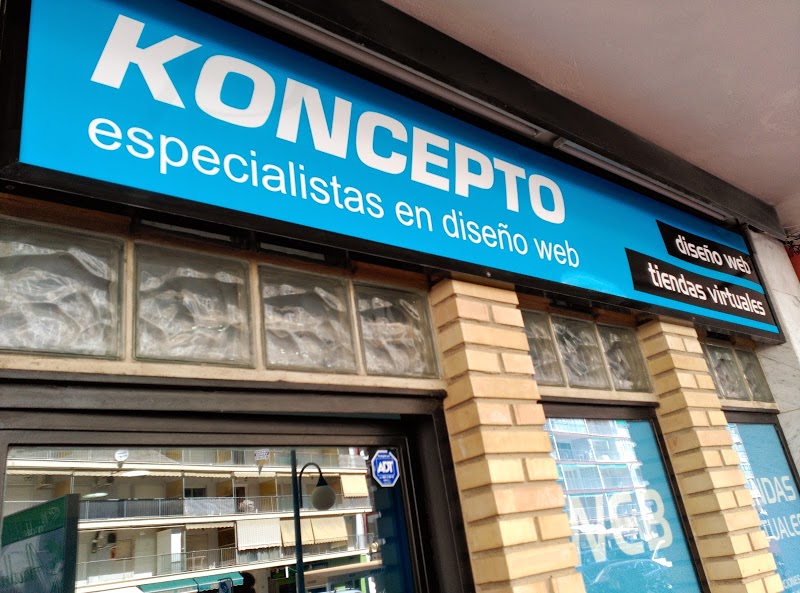 KONCEPTO
especialistas en diseño web
diseño web
tiendas virtuales
ADT
WEB